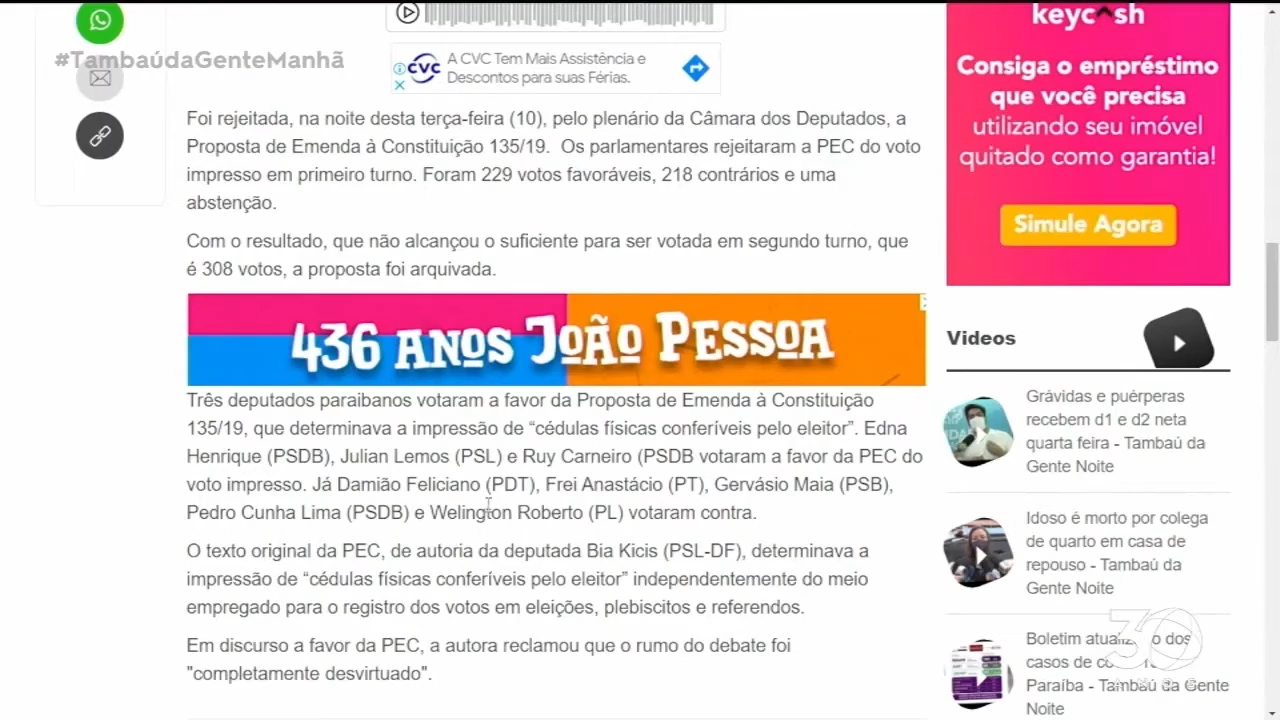 #TambaúdaGenteManhã
CVC
A CVC Tem Mais Assistência e
Descontos para suas Férias.
Foi rejeitada, na noite desta terça-feira (10), pelo plenário da Câmara dos Deputados, a
Proposta de Emenda à Constituição 135/19.  Os parlamentares rejeitaram a PEC do voto
impresso em primeiro turno. Foram 229 votos favoráveis, 218 contrários e uma
abstenção.
Com o resultado, que não alcançou o suficiente para ser votada em segundo turno, que
é 308 votos, a proposta foi arquivada.
436 ANOS JOÃO PESSOA
Três deputados paraibanos votaram a favor da Proposta de Emenda à Constituição
135/19, que determinava a impressão de “cédulas físicas conferíveis pelo eleitor”. Edna
Henrique (PSDB), Julian Lemos (PSL) e Ruy Carneiro (PSDB votaram a favor da PEC do
voto impresso. Já Damião Feliciano (PDT), Frei Anastácio (PT), Gervásio Maia (PSB),
Pedro Cunha Lima (PSDB) e Welington Roberto (PL) votaram contra.
O texto original da PEC, de autoria da deputada Bia Kicis (PSL-DF), determinava a
impressão de “cédulas físicas conferíveis pelo eleitor” independentemente do meio
empregado para o registro dos votos em eleições, plebiscitos e referendos.
Em discurso a favor da PEC, a autora reclamou que o rumo do debate foi
"completamente desvirtuado".
keycash
Consiga o empréstimo
que você precisa
utilizando seu imóvel
quitado como garantia!
Simule Agora
Videos
Grávidas e puérperas
recebem d1 e d2 neta
quarta feira - Tambaú da
Gente Noite
Idoso é morto por colega
de quarto em casa de
repouso - Tambaú da
Gente Noite
Boletim atualizado dos
casos de
Paraíba - Tambaú da Gente
Noite
30